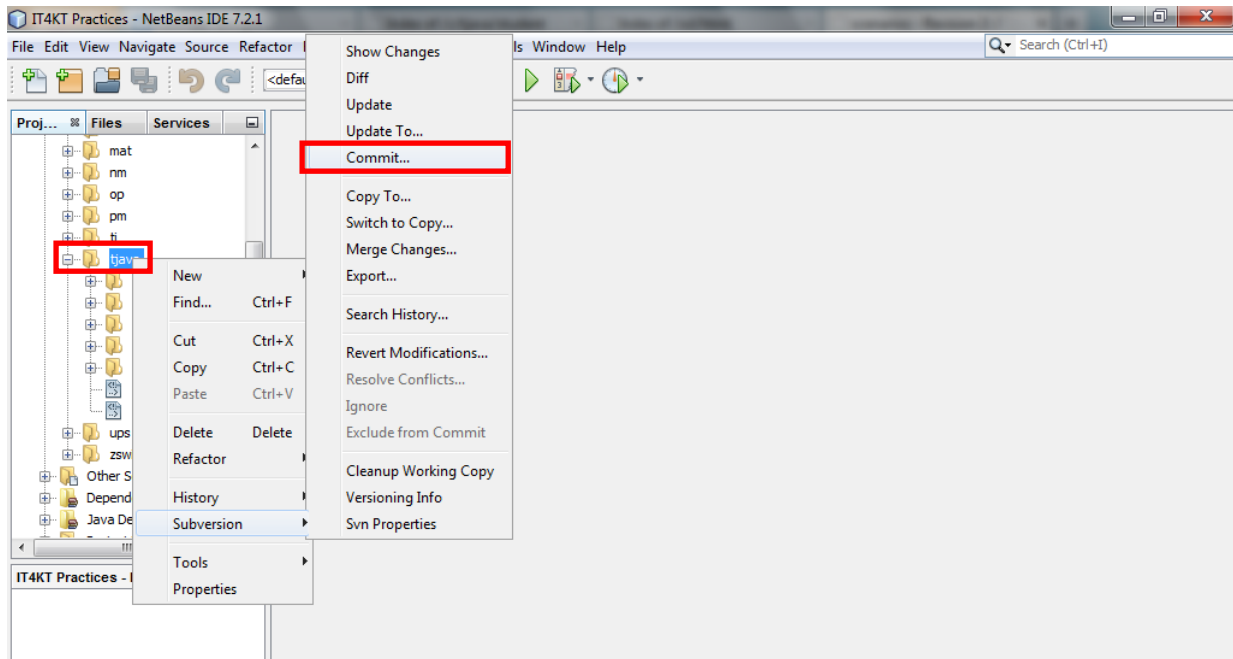 IT4KT Practices - NetBeans IDE 7.2.1
File Edit View Navigate Source Refactor ls Window Help
Search (Ctrl+I)
<defau
Proj... Files Services
mat
nm
op
pm
ti
tjava
ups
zsw
Other S
Depend
Java De
IT4KT Practices -
New
Find... Ctrl+F
Cut Ctrl+X
Copy Ctrl+C
Paste Ctrl+V
Delete Delete
Refactor
History
Subversion
Tools
Properties
Show Changes
Diff
Update
Update To...
Commit...
Copy To...
Switch to Copy...
Merge Changes...
Export...
Search History...
Revert Modifications...
Resolve Conflicts...
Ignore
Exclude from Commit
Cleanup Working Copy
Versioning Info
Svn Properties